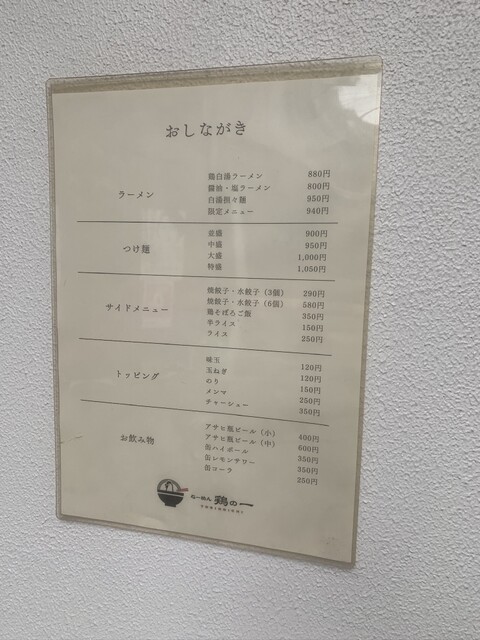 おしながき
ラーメン
鶏白湯ラーメン 880円
醤油・塩ラーメン 800円
白湯担々麺 950円
限定メニュー 940円
つけ麺
並盛 900円
中盛 950円
大盛 1,000円
特盛 1,050円
サイドメニュー
焼餃子・水餃子（3個） 290円
焼餃子・水餃子（6個） 580円
鶏そぼろご飯 350円
半ライス 150円
ライス 250円
トッピング
味玉 120円
玉ねぎ 120円
のり 150円
メンマ 250円
チャーシュー 350円
お飲み物
アサヒ瓶ビール（小） 400円
アサヒ瓶ビール（中） 600円
缶ハイボール 350円
缶レモンサワー 350円
缶コーラ 250円
らーめん 鶏の一
TORINOICHI